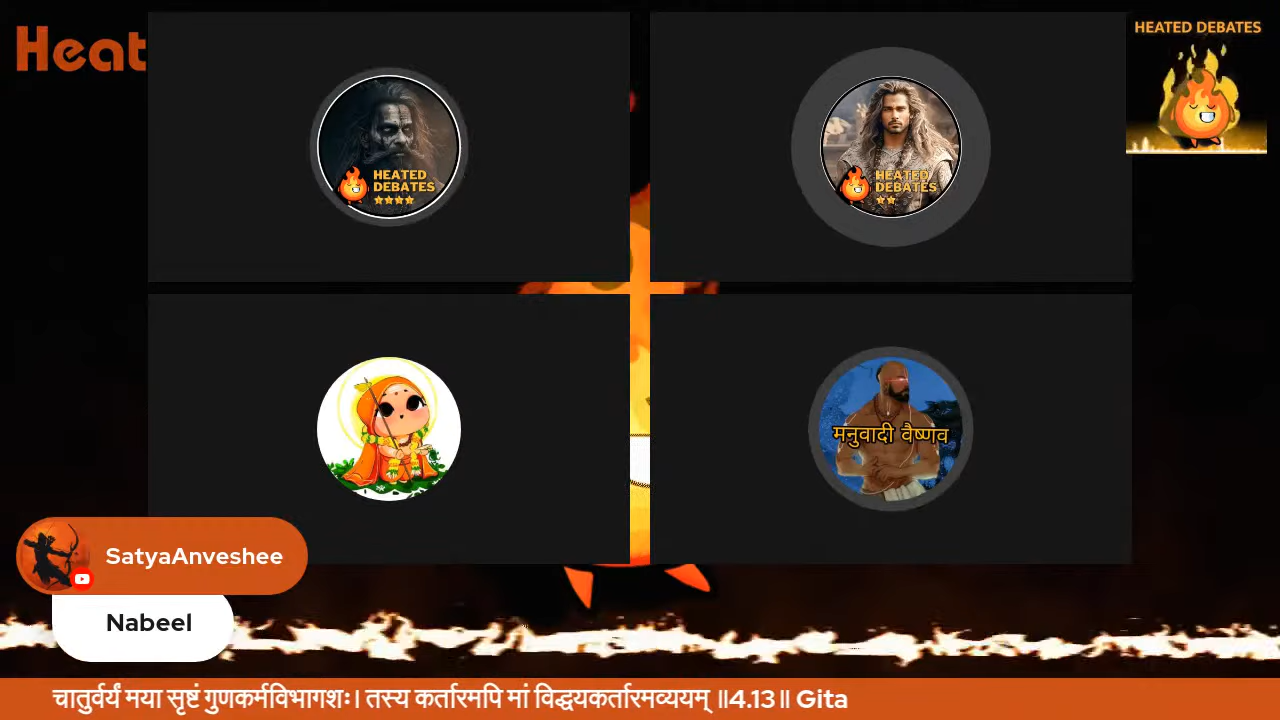 Heat
HEATED DEBATES
HEATED
DEBATES
HEATED
DEBATES
मनुवादी वैष्णव
SatyaAnveshee
Nabeel
चातुर्वर्यं मया सृष्टं गुणकर्मविभागशः। तस्य कर्तारमपि मां विद्ध्यकर्तारमव्ययम् ॥4.13॥ Gita